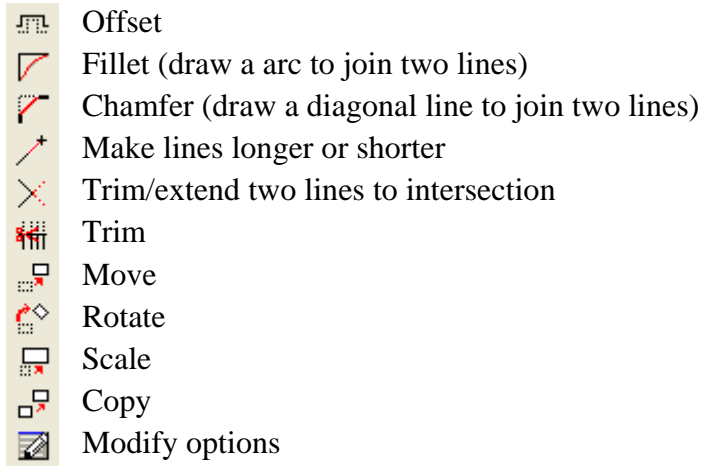 Offset
Fillet (draw a arc to join two lines)
Chamfer (draw a diagonal line to join two lines)
Make lines longer or shorter
Trim/extend two lines to intersection
Trim
Move
Rotate
Scale
Copy
Modify options